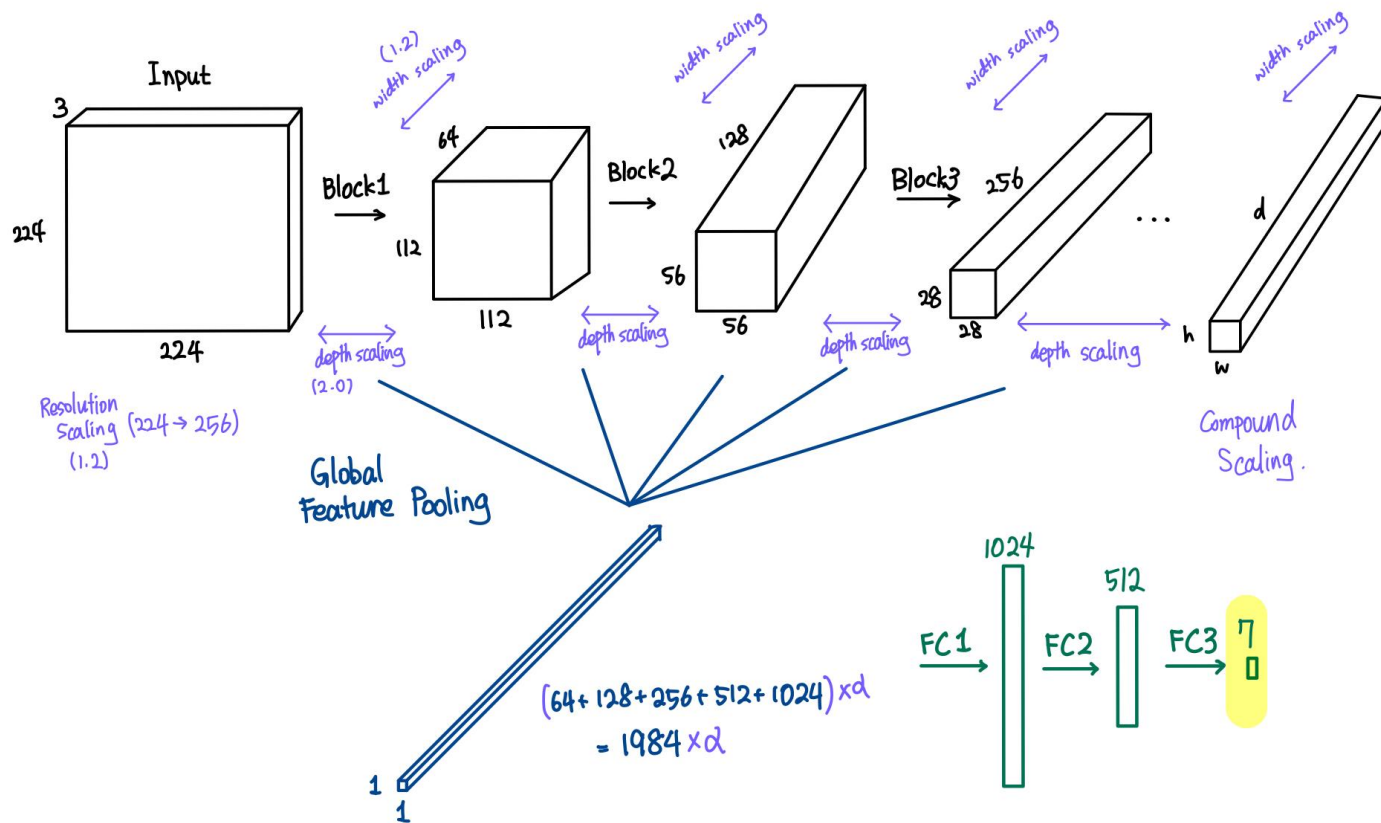 Input
3
224
224
Resolution
Scaling (224→256)
(1.2)
Block1
→
(1.2)
width scaling
64
112
112
depth scaling
(2.0)
Block2
→
width scaling
128
56
56
depth scaling
Block3
→
width scaling
256
28
28
depth scaling
...
width scaling
d
h
w
depth scaling
Compound
Scaling.
Global
Feature Pooling
1
1
(64+128+256+512+1024)×α
= 1984×α
FC1
→
1024
FC2
→
512
FC3
→
7